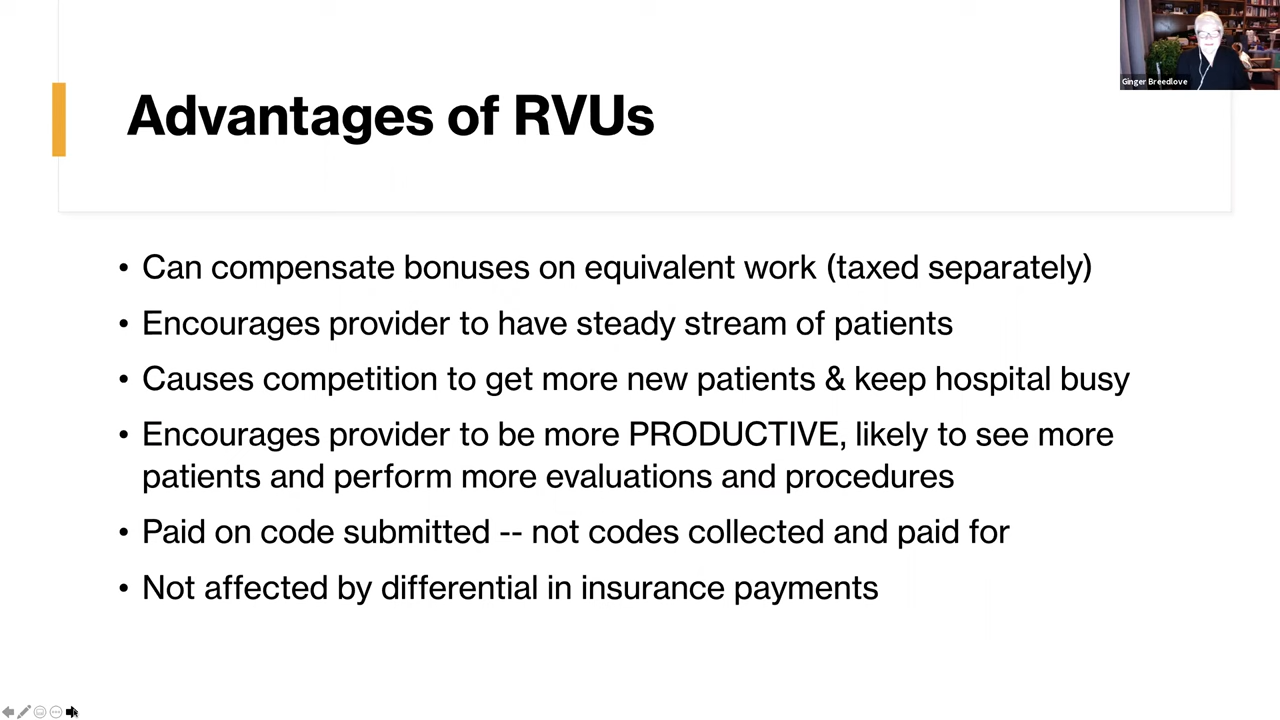 Ginger Breedlove
Advantages of RVUs
• Can compensate bonuses on equivalent work (taxed separately)
• Encourages provider to have steady stream of patients
• Causes competition to get more new patients & keep hospital busy
• Encourages provider to be more PRODUCTIVE, likely to see more
patients and perform more evaluations and procedures
• Paid on code submitted -- not codes collected and paid for
• Not affected by differential in insurance payments